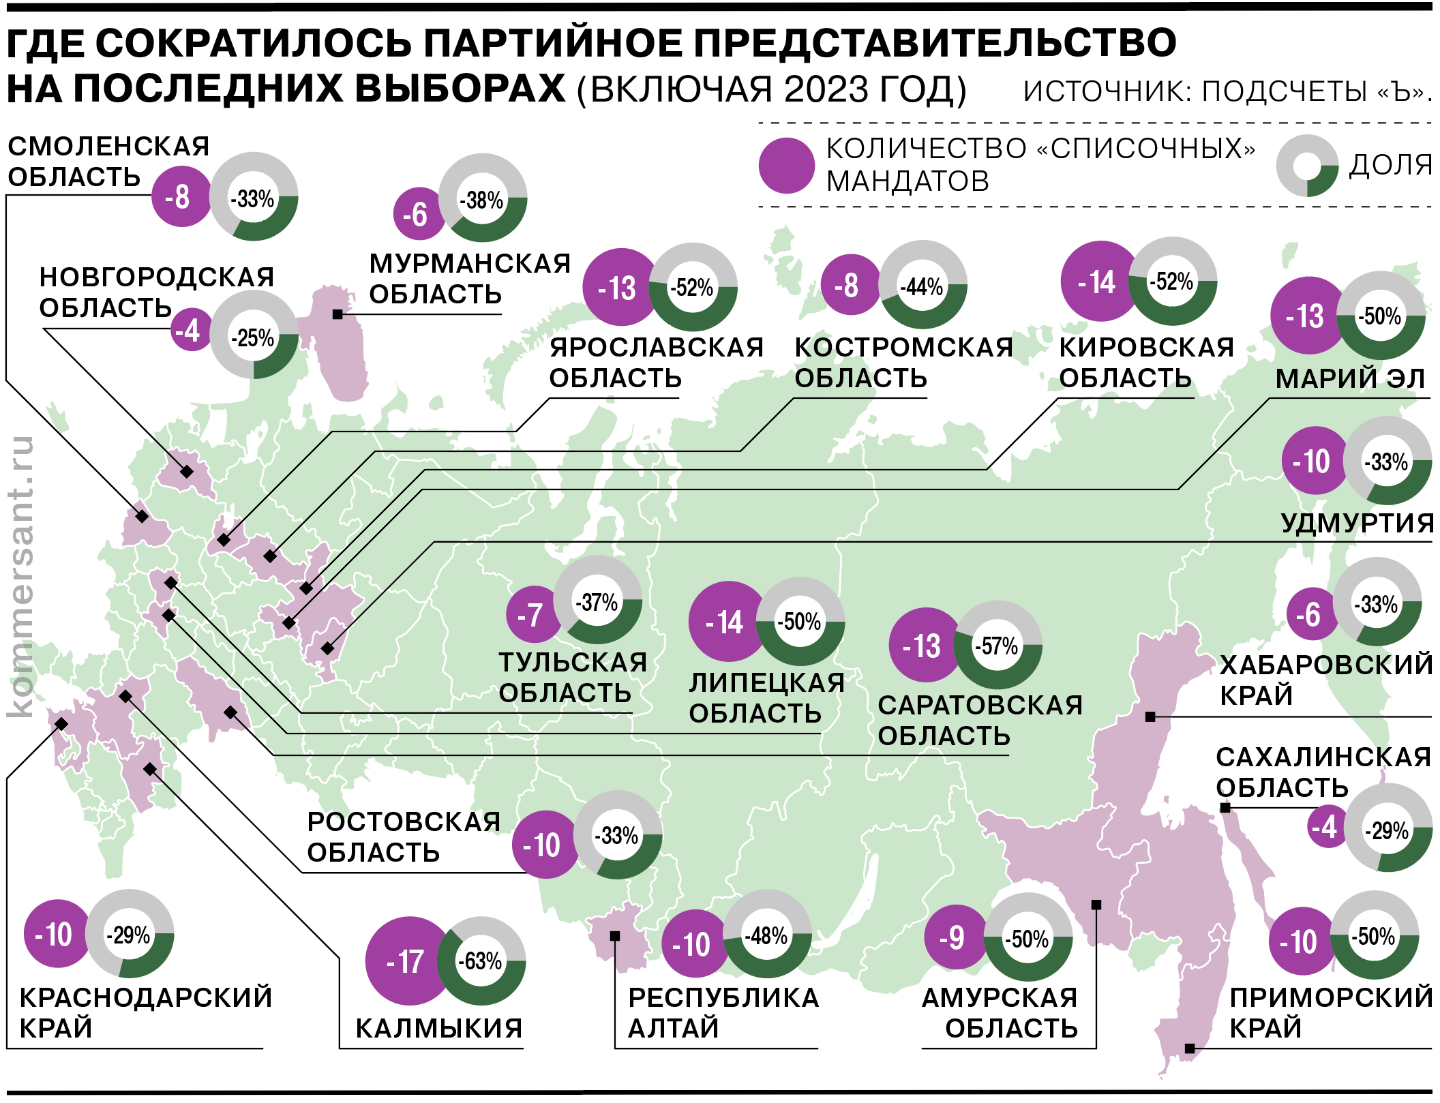 ГДЕ СОКРАТИЛОСЬ ПАРТИЙНОЕ ПРЕДСТАВИТЕЛЬСТВО
НА ПОСЛЕДНИХ ВЫБОРАХ (ВКЛЮЧАЯ 2023 ГОД)
ИСТОЧНИК: ПОДСЧЕТЫ «Ъ».
КОЛИЧЕСТВО «СПИСОЧНЫХ»
МАНДАТОВ
ДОЛЯ
СМОЛЕНСКАЯ
ОБЛАСТЬ
-8
-33%
-6
-38%
МУРМАНСКАЯ
ОБЛАСТЬ
НОВГОРОДСКАЯ
ОБЛАСТЬ
-4
-25%
-13
-52%
ЯРОСЛАВСКАЯ
ОБЛАСТЬ
-8
-44%
КОСТРОМСКАЯ
ОБЛАСТЬ
-14
-52%
КИРОВСКАЯ
ОБЛАСТЬ
-13
-50%
МАРИЙ ЭЛ
-10
-33%
УДМУРТИЯ
kommersant.ru
-7
-37%
ТУЛЬСКАЯ
ОБЛАСТЬ
-14
-50%
ЛИПЕЦКАЯ
ОБЛАСТЬ
-13
-57%
САРАТОВСКАЯ
ОБЛАСТЬ
-6
-33%
ХАБАРОВСКИЙ
КРАЙ
САХАЛИНСКАЯ
ОБЛАСТЬ
-4
-29%
РОСТОВСКАЯ
ОБЛАСТЬ
-10
-33%
-10
-29%
КРАСНОДАРСКИЙ
КРАЙ
-17
-63%
КАЛМЫКИЯ
-10
-48%
РЕСПУБЛИКА
АЛТАЙ
-9
-50%
АМУРСКАЯ
ОБЛАСТЬ
-10
-50%
ПРИМОРСКИЙ
КРАЙ